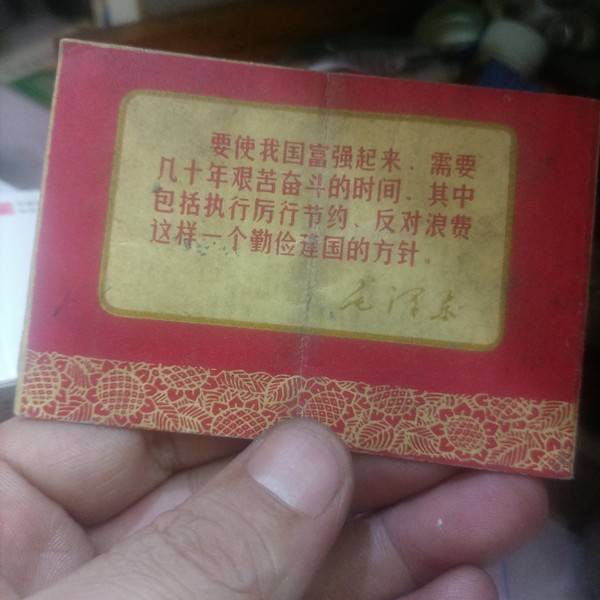 要使我国富强起来，需要
几十年艰苦奋斗的时间，其中
包括执行厉行节约、反对浪费
这样一个勤俭建国的方针。
毛泽东